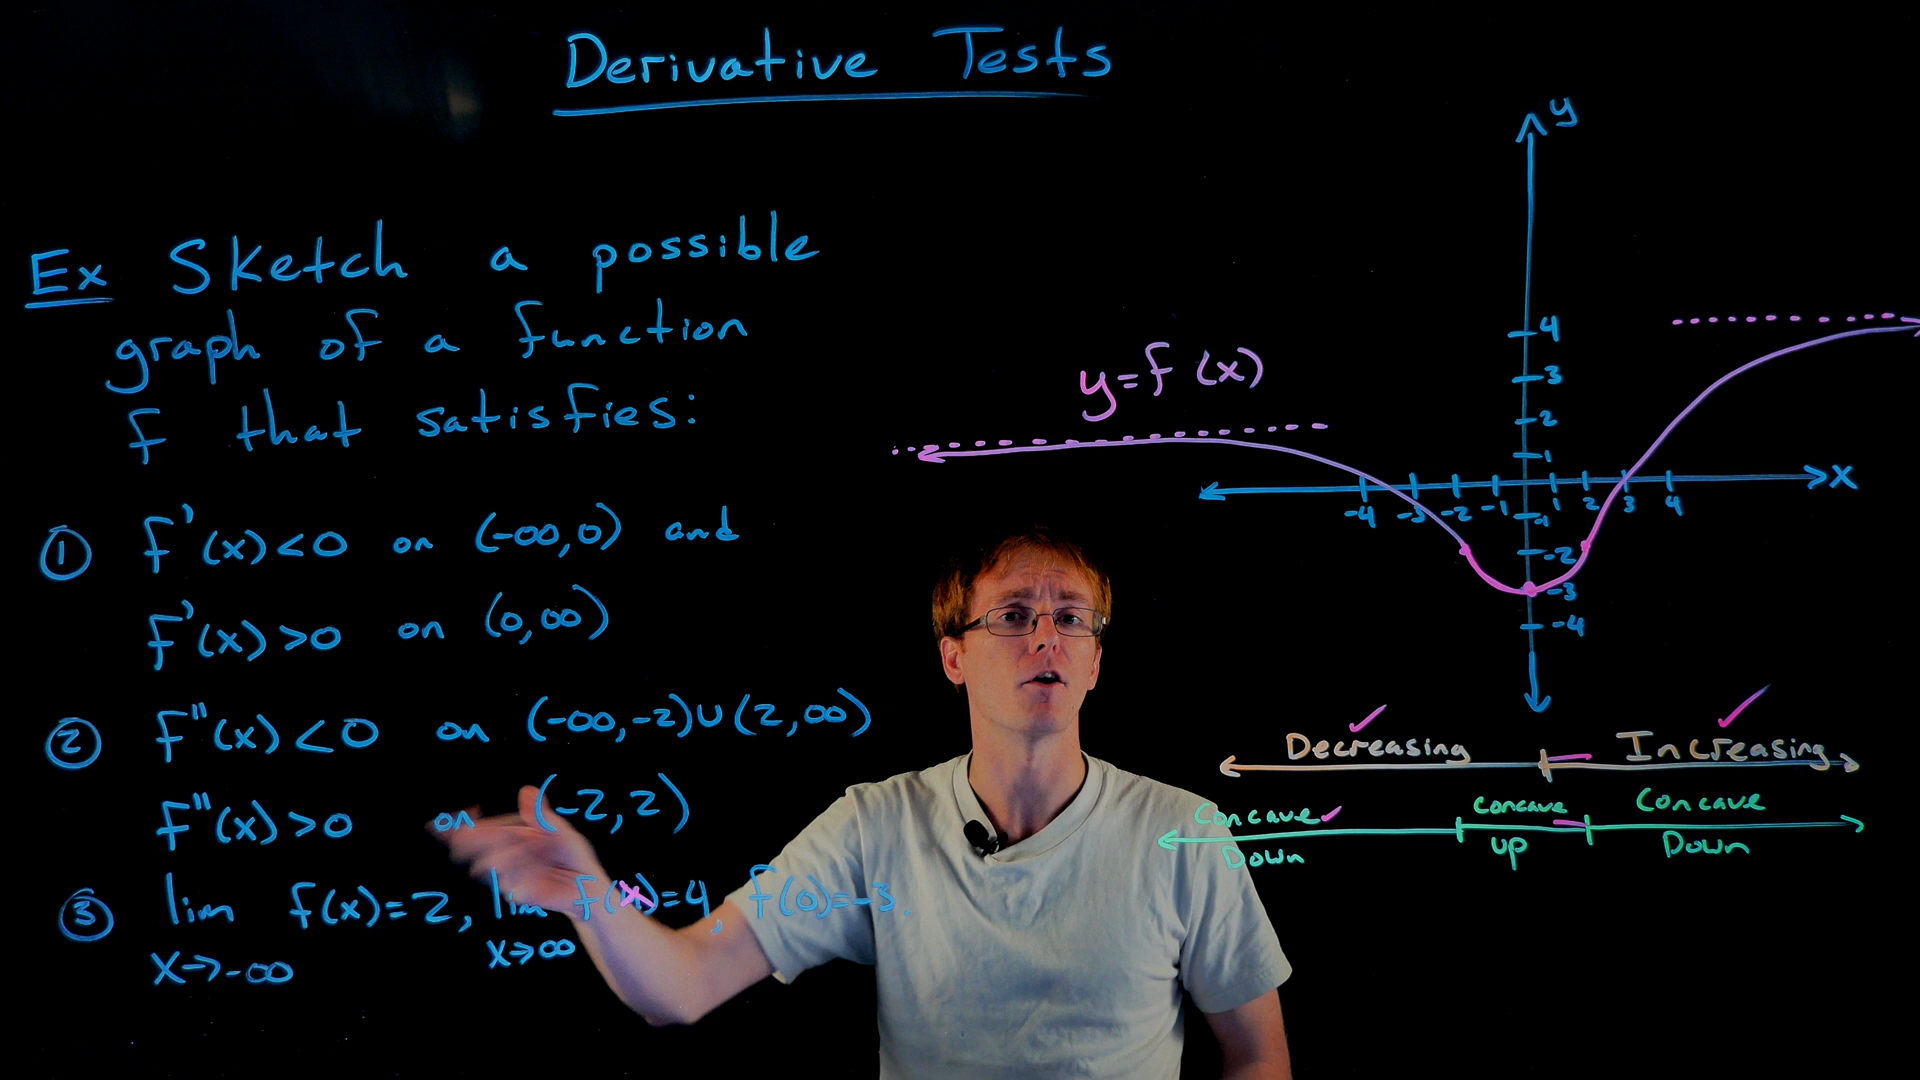 Derivative Tests
Ex Sketch a possible
graph of a function
f that satisfies:
① f'(x)<0 on (-∞,0) and
f'(x)>0 on (0,∞)
② f"(x)<0 on (-∞,-2)∪(2,∞)
f"(x)>0 on (-2,2)
③ lim f(x)=2, lim f(x)=4, f(0)=-3.
x→-∞ x→∞
y
4
3
2
1
y=f(x)
x
-4 -3 -2 -1 1 2 3 4
-1
-2
-3
-4
Decreasing Increasing
Concave Concave Concave
Down up Down